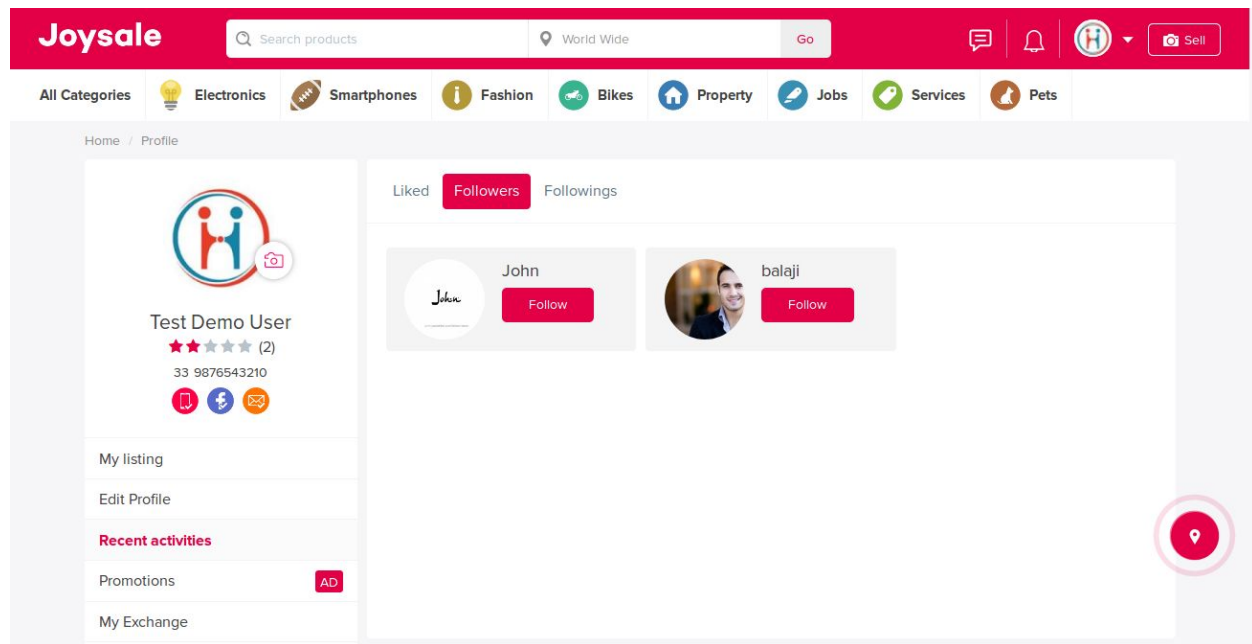 Joysale
Search products
World Wide
Go
Sell
All Categories
Electronics
Smartphones
Fashion
Bikes
Property
Jobs
Services
Pets
Home / Profile
Test Demo User
(2)
33 9876543210
My listing
Edit Profile
Recent activities
Promotions
AD
My Exchange
Liked
Followers
Followings
John
John
Follow
balaji
Follow